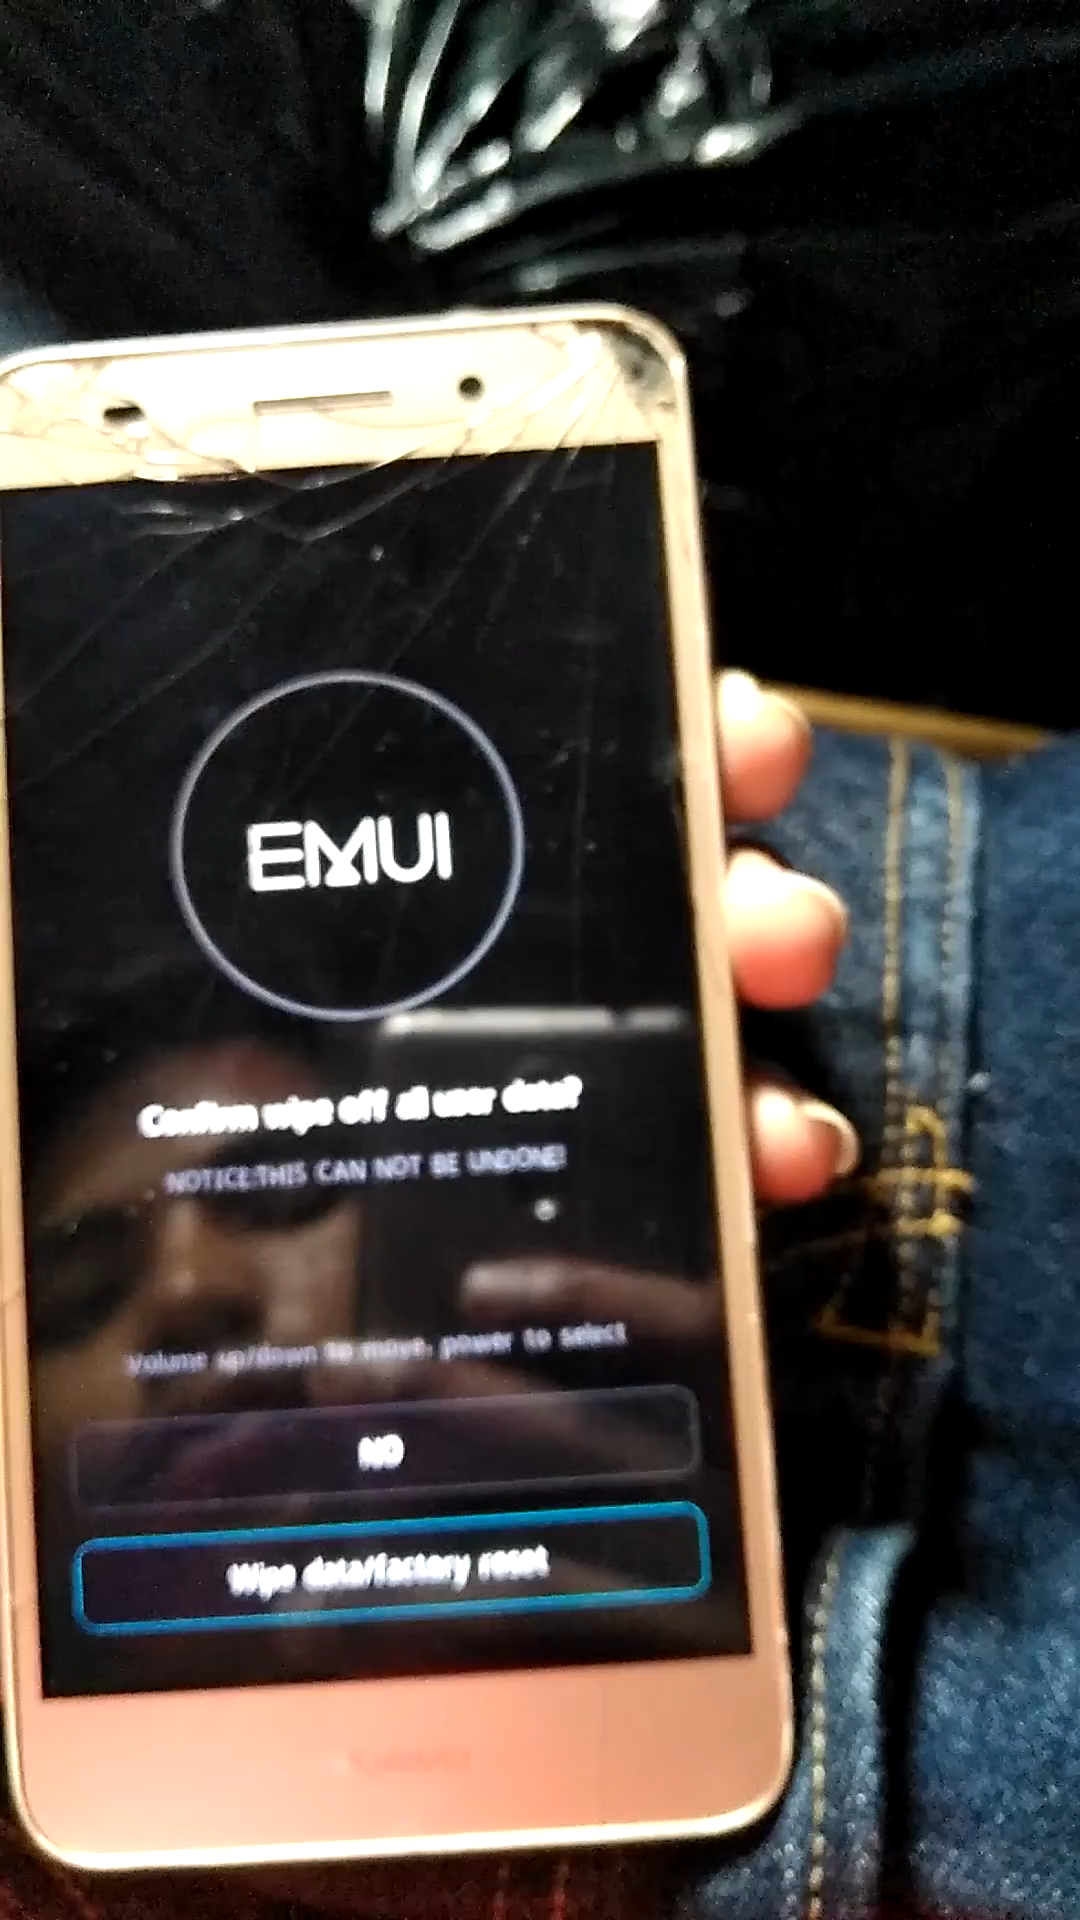 EMUI
Confirm wipe off all user data?
NOTICE:THIS CAN NOT BE UNDONE!
Volume up/down to move, power to select
NO
Wipe data/factory reset